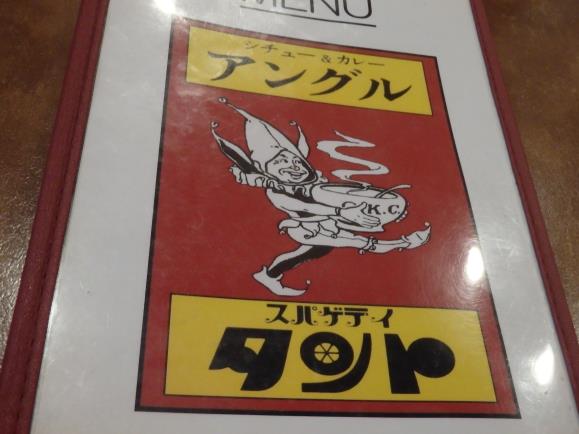 MENU
シチュー&カレー
アングル
K.C.
スパゲティ
タント